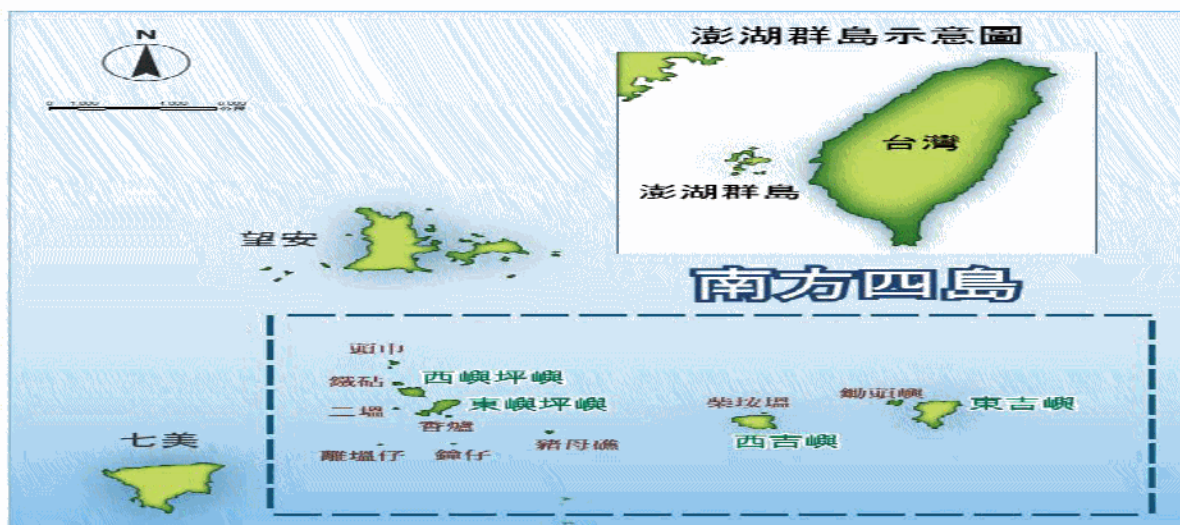 N
澎湖群島示意圖
台灣
澎湖群島
望安
南方四島
頭巾
鐵砧
西嶼坪嶼
二塭
東嶼坪嶼
香爐
柴垵塭
鋤頭嶼
東吉嶼
七美
離塭仔
鐘仔
豬母礁
西吉嶼